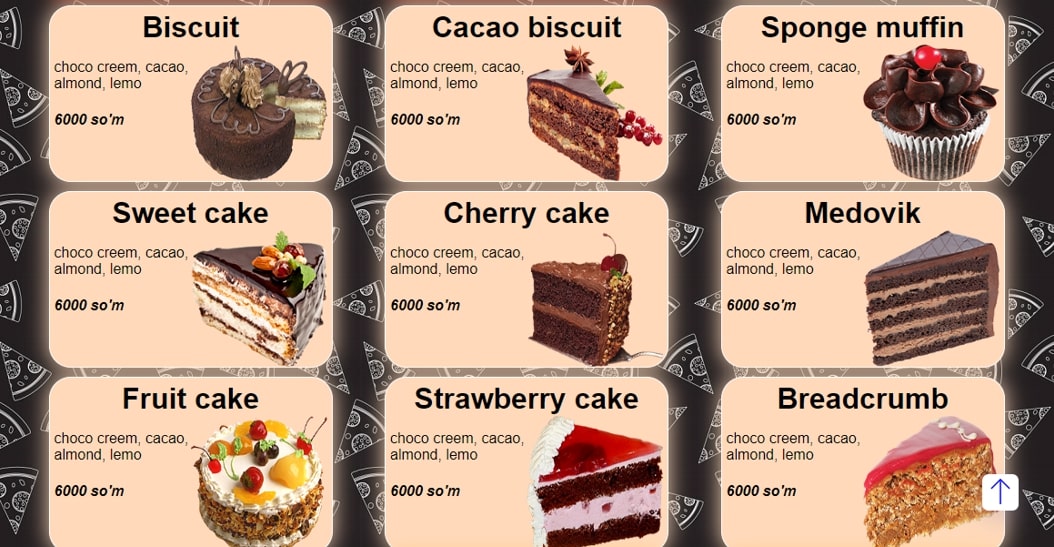 Biscuit
choco creem, cacao,
almond, lemo
6000 so'm
Cacao biscuit
choco creem, cacao,
almond, lemo
6000 so'm
Sponge muffin
choco creem, cacao,
almond, lemo
6000 so'm
Sweet cake
choco creem, cacao,
almond, lemo
6000 so'm
Cherry cake
choco creem, cacao,
almond, lemo
6000 so'm
Medovik
choco creem, cacao,
almond, lemo
6000 so'm
Fruit cake
choco creem, cacao,
almond, lemo
6000 so'm
Strawberry cake
choco creem, cacao,
almond, lemo
6000 so'm
Breadcrumb
choco creem, cacao,
almond, lemo
6000 so'm